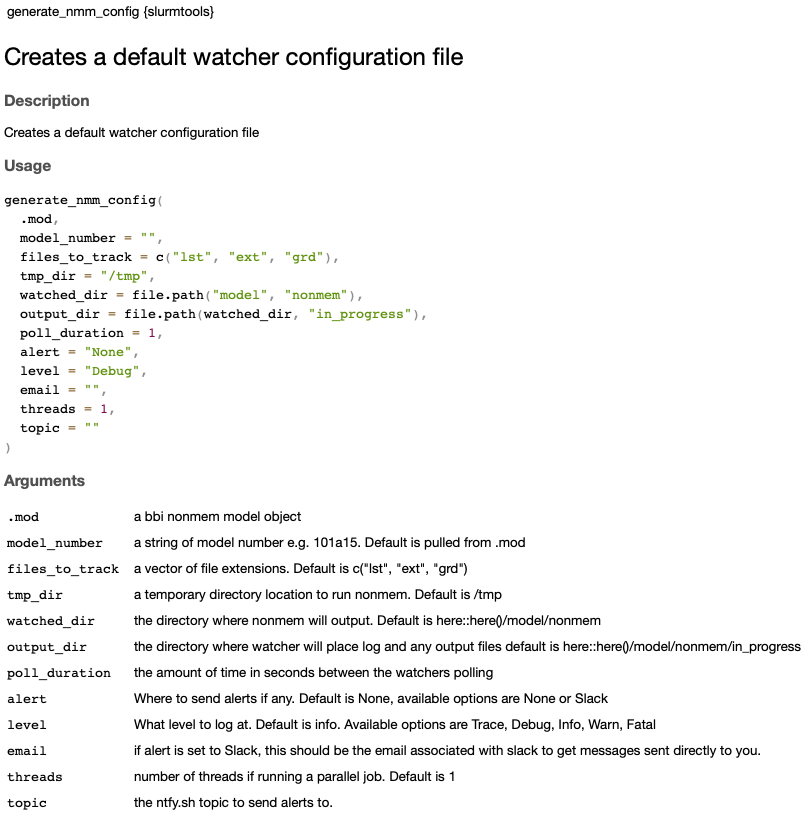 generate_nmm_config {slurmtools}
Creates a default watcher configuration file
Description
Creates a default watcher configuration file
Usage
generate_nmm_config(
  .mod,
  model_number = "",
  files_to_track = c("lst", "ext", "grd"),
  tmp_dir = "/tmp",
  watched_dir = file.path("model", "nonmem"),
  output_dir = file.path(watched_dir, "in_progress"),
  poll_duration = 1,
  alert = "None",
  level = "Debug",
  email = "",
  threads = 1,
  topic = ""
)
Arguments
.mod a bbi nonmem model object
model_number a string of model number e.g. 101a15. Default is pulled from .mod
files_to_track a vector of file extensions. Default is c("lst", "ext", "grd")
tmp_dir a temporary directory location to run nonmem. Default is /tmp
watched_dir the directory where nonmem will output. Default is here::here()/model/nonmem
output_dir the directory where watcher will place log and any output files default is here::here()/model/nonmem/in_progress
poll_duration the amount of time in seconds between the watchers polling
alert Where to send alerts if any. Default is None, available options are None or Slack
level What level to log at. Default is info. Available options are Trace, Debug, Info, Warn, Fatal
email if alert is set to Slack, this should be the email associated with slack to get messages sent directly to you.
threads number of threads if running a parallel job. Default is 1
topic the ntfy.sh topic to send alerts to.